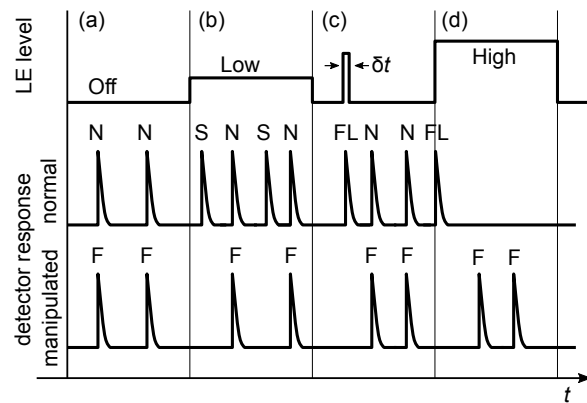 (a) (b) (c) (d)
LE level
Off
Low
δt
High
detector response
normal
N N S N S N FL N N FL
manipulated
F F F F F F F F
t